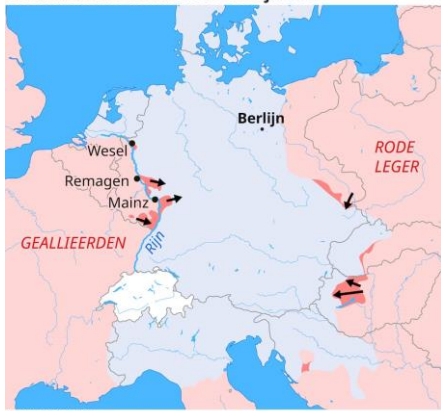 Berlijn
Wesel
RODE
LEGER
Remagen
Mainz
GEALLIEERDEN
Rijn